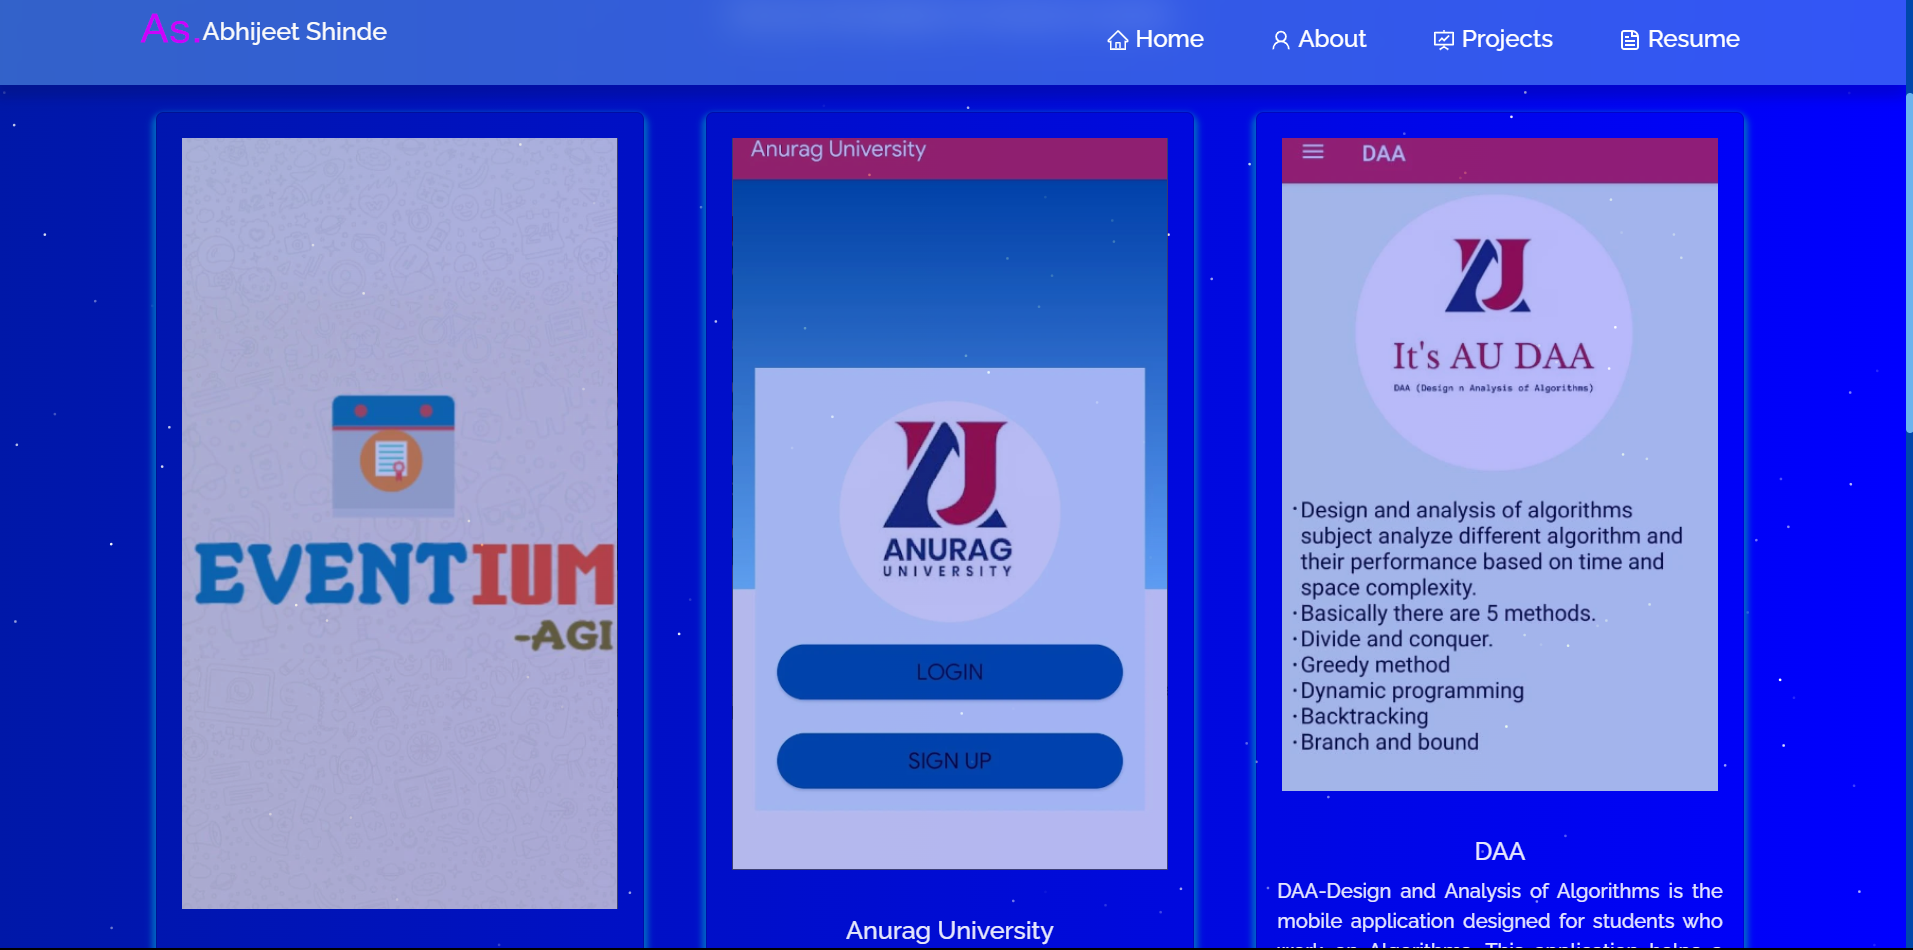 As. Abhijeet Shinde
Home
About
Projects
Resume
EVENTIUM
-AGI
Anurag University
ANURAG
UNIVERSITY
LOGIN
SIGN UP
Anurag University
DAA
It's AU DAA
DAA (Design n Analysis of Algorithms)
· Design and analysis of algorithms
subject analyze different algorithm and
their performance based on time and
space complexity.
· Basically there are 5 methods.
· Divide and conquer.
· Greedy method
· Dynamic programming
· Backtracking
· Branch and bound
DAA
DAA-Design and Analysis of Algorithms is the
mobile application designed for students who